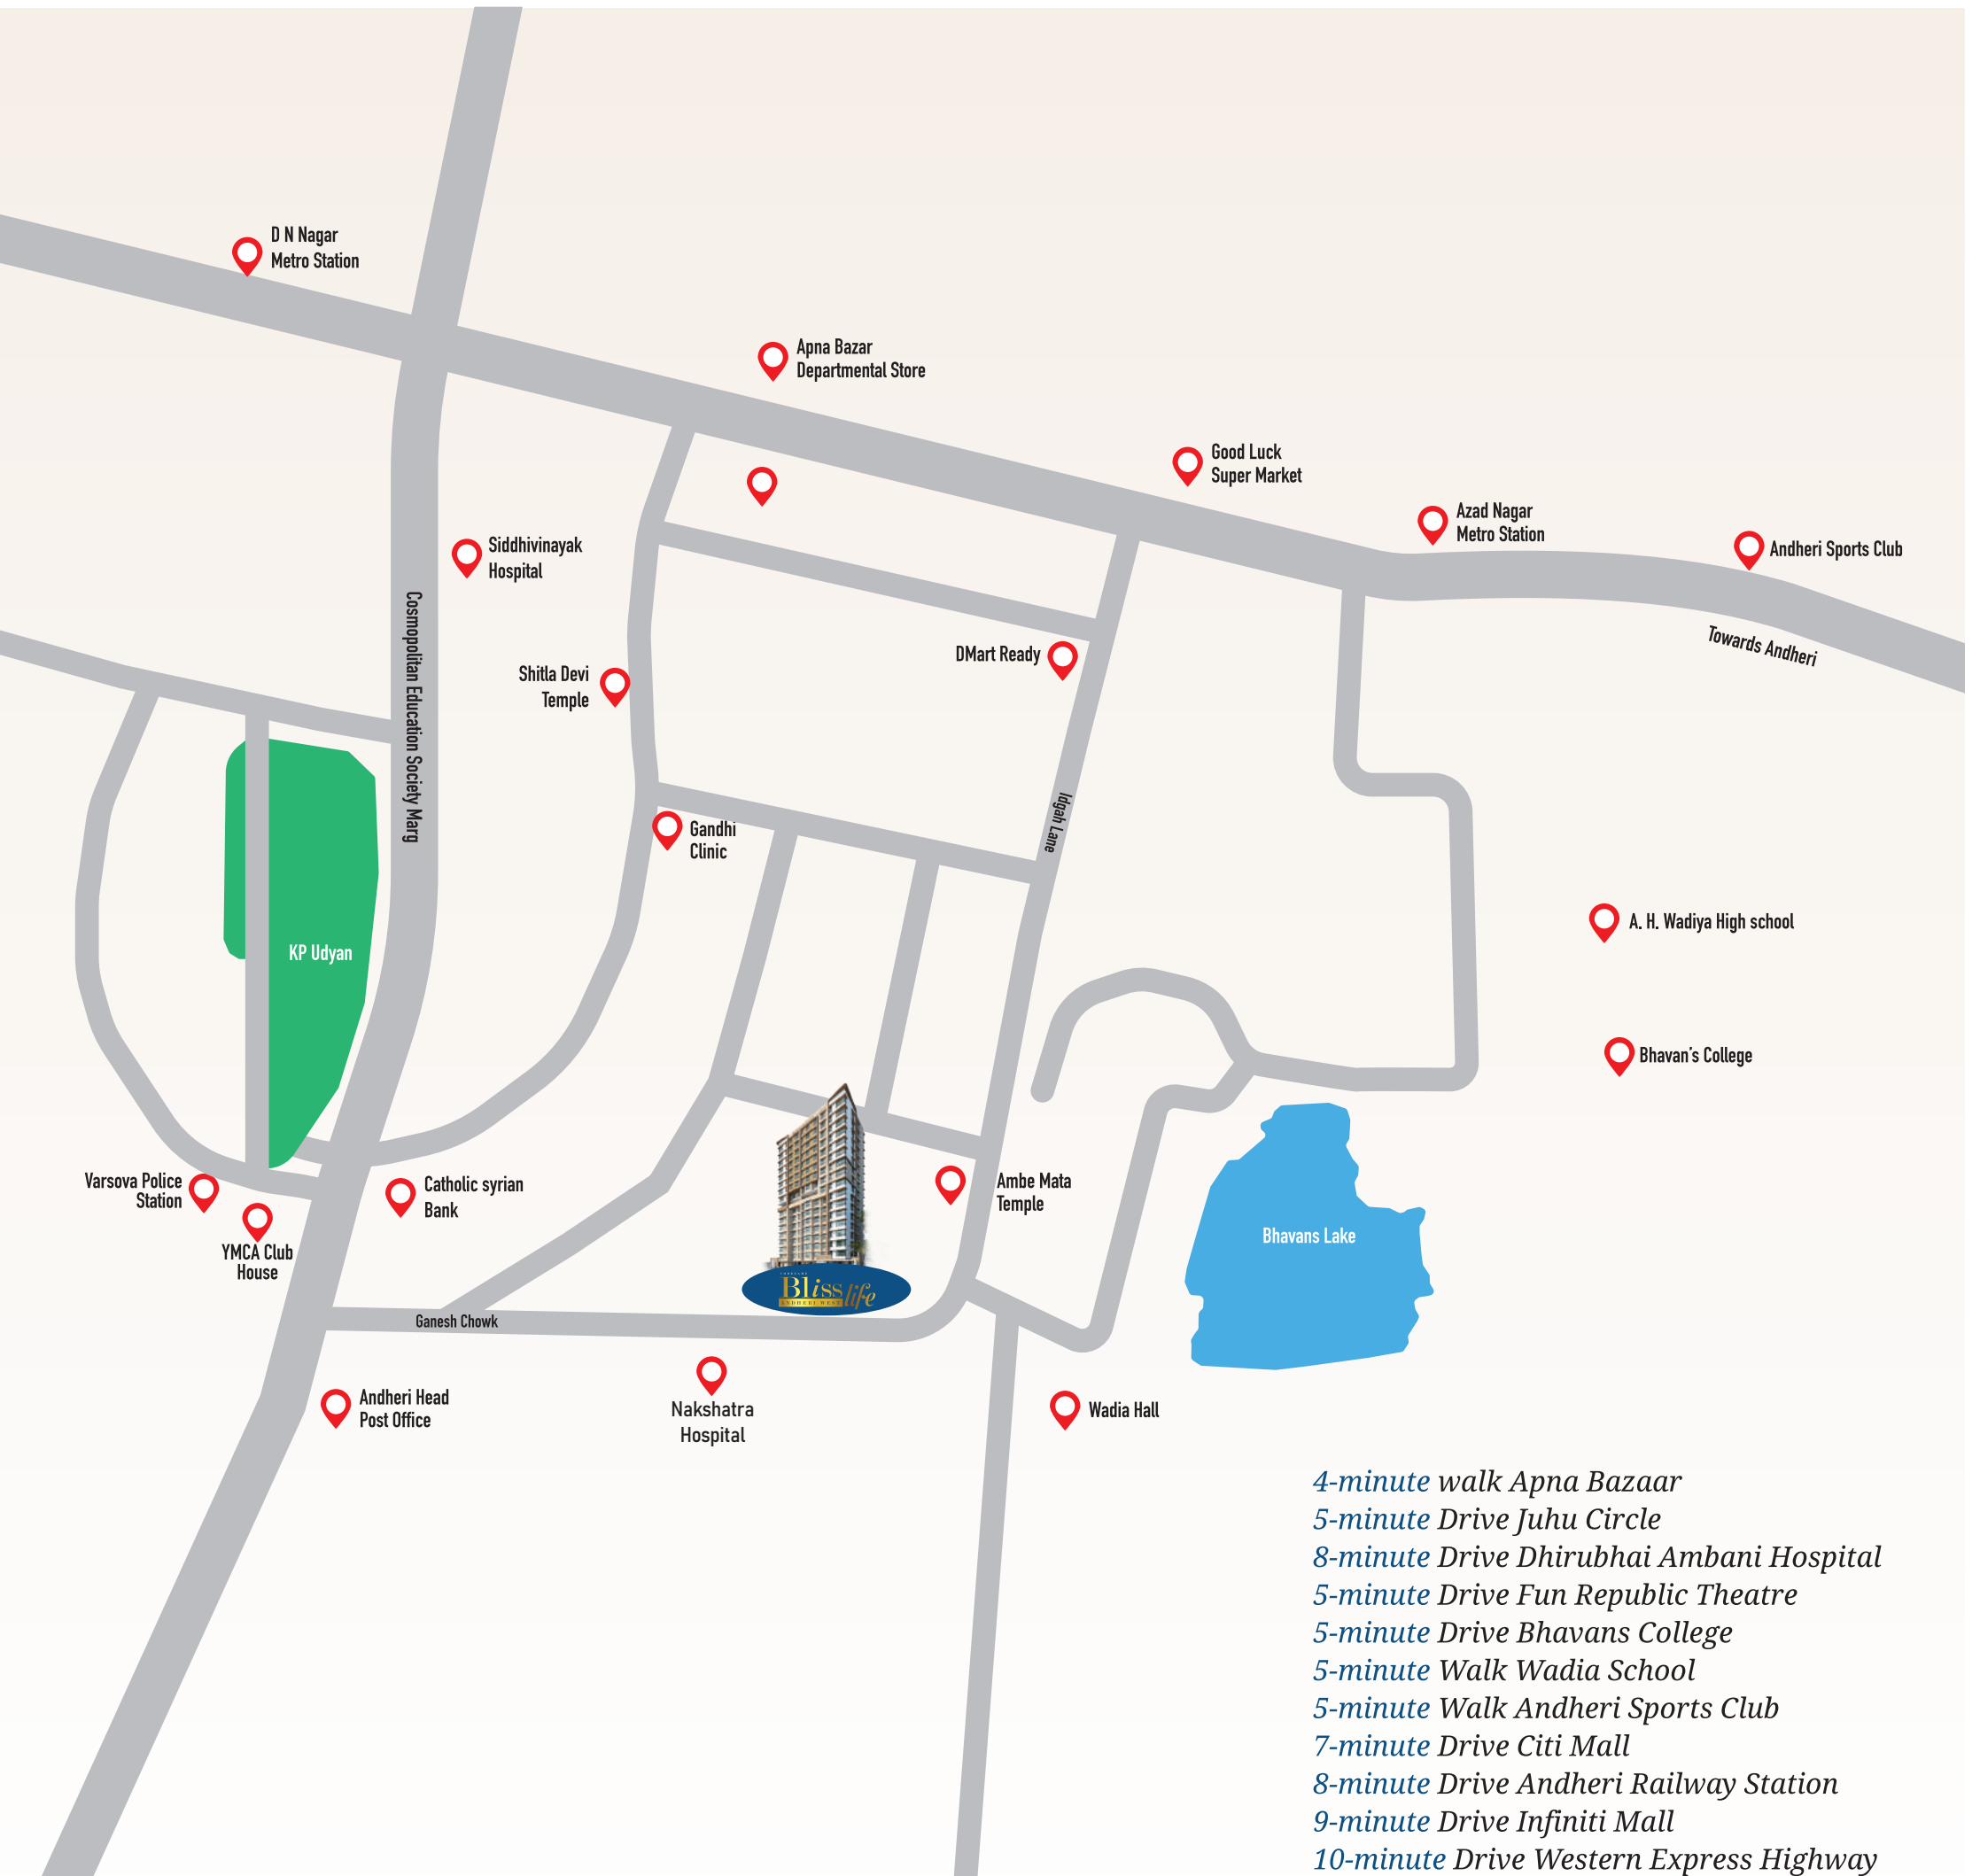 D N Nagar
Metro Station
Apna Bazar
Departmental Store
Good Luck
Super Market
Azad Nagar
Metro Station
Andheri Sports Club
Towards Andheri
Siddhivinayak
Hospital
Cosmopolitan Education Society Marg
Shitla Devi
Temple
DMart Ready
Idgah Lane
Gandhi
Clinic
KP Udyan
A. H. Wadiya High school
Bhavan's College
Varsova Police
Station
YMCA Club
House
Catholic syrian
Bank
Ambe Mata
Temple
Bhavans Lake
Bliss life
ANDHERI WEST
Ganesh Chowk
Andheri Head
Post Office
Nakshatra
Hospital
Wadia Hall
4-minute walk Apna Bazaar
5-minute Drive Juhu Circle
8-minute Drive Dhirubhai Ambani Hospital
5-minute Drive Fun Republic Theatre
5-minute Drive Bhavans College
5-minute Walk Wadia School
5-minute Walk Andheri Sports Club
7-minute Drive Citi Mall
8-minute Drive Andheri Railway Station
9-minute Drive Infiniti Mall
10-minute Drive Western Express Highway